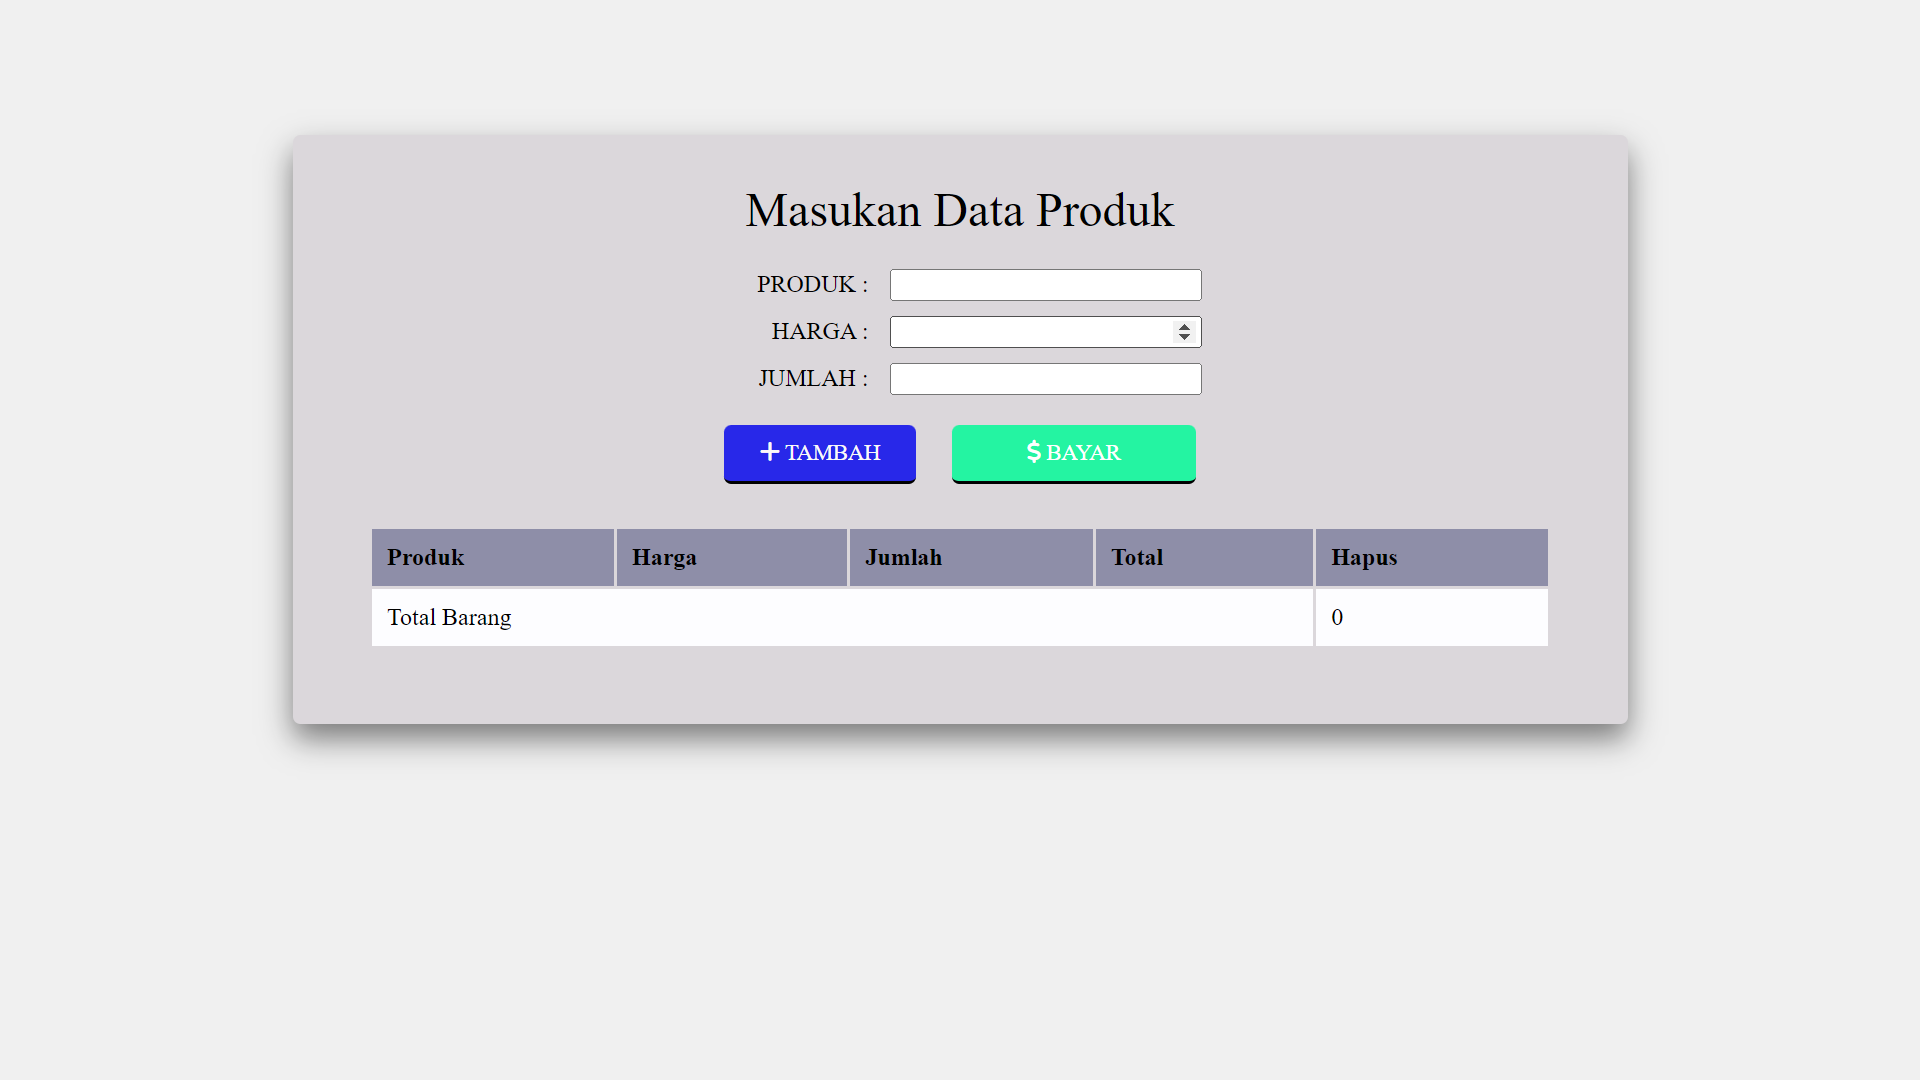 Masukan Data Produk
PRODUK :
HARGA :
JUMLAH :
TAMBAH $ BAYAR
Produk Harga Jumlah Total Hapus
Total Barang 0